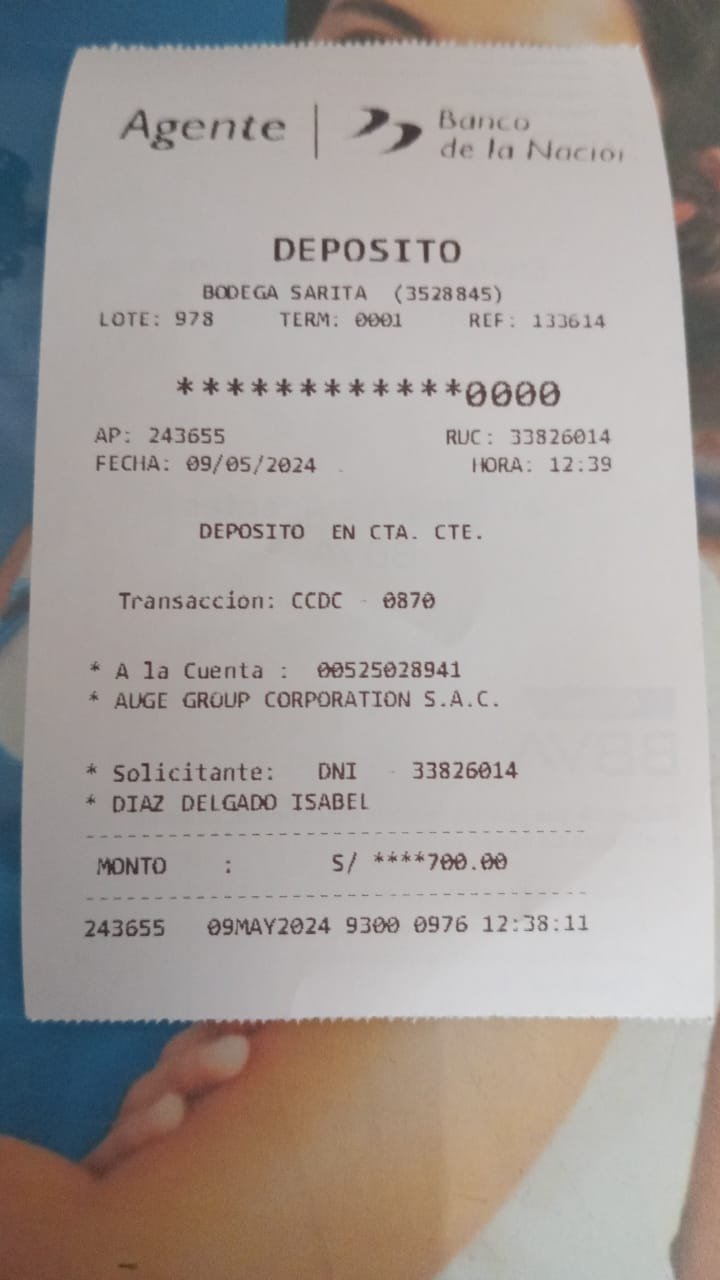 Agente | Banco
de la Nacion
DEPOSITO
BODEGA SARITA (3528845)
LOTE: 978 TERM: 0001 REF: 133614
************0000
AP: 243655 RUC: 33826014
FECHA: 09/05/2024 HORA: 12:39
DEPOSITO EN CTA. CTE.
Transaccion: CCDC - 0870
* A la Cuenta : 00525028941
* AUGE GROUP CORPORATION S.A.C.
* Solicitante: DNI - 33826014
* DIAZ DELGADO ISABEL
MONTO : S/ ****700.00
243655 09MAY2024 9300 0976 12:38:11
BBVA